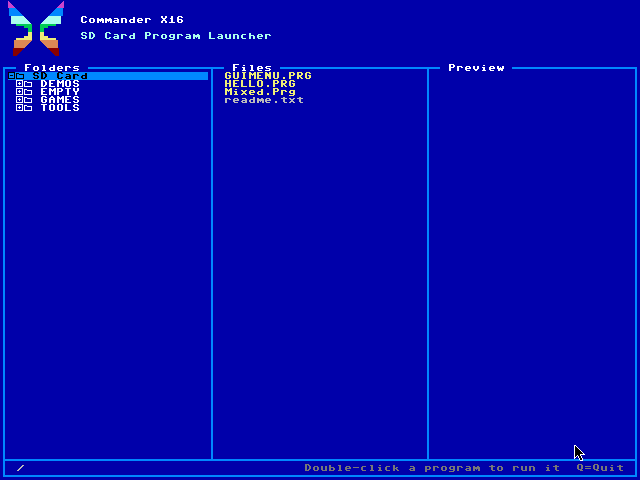 Commander X16
SD Card Program Launcher
Folders
SD Card
DEMOS
EMPTY
GAMES
TOOLS
Files
GUIMENU.PRG
HELLO.PRG
Mixed.Prg
readme.txt
Preview
/
Double-click a program to run it Q=Quit